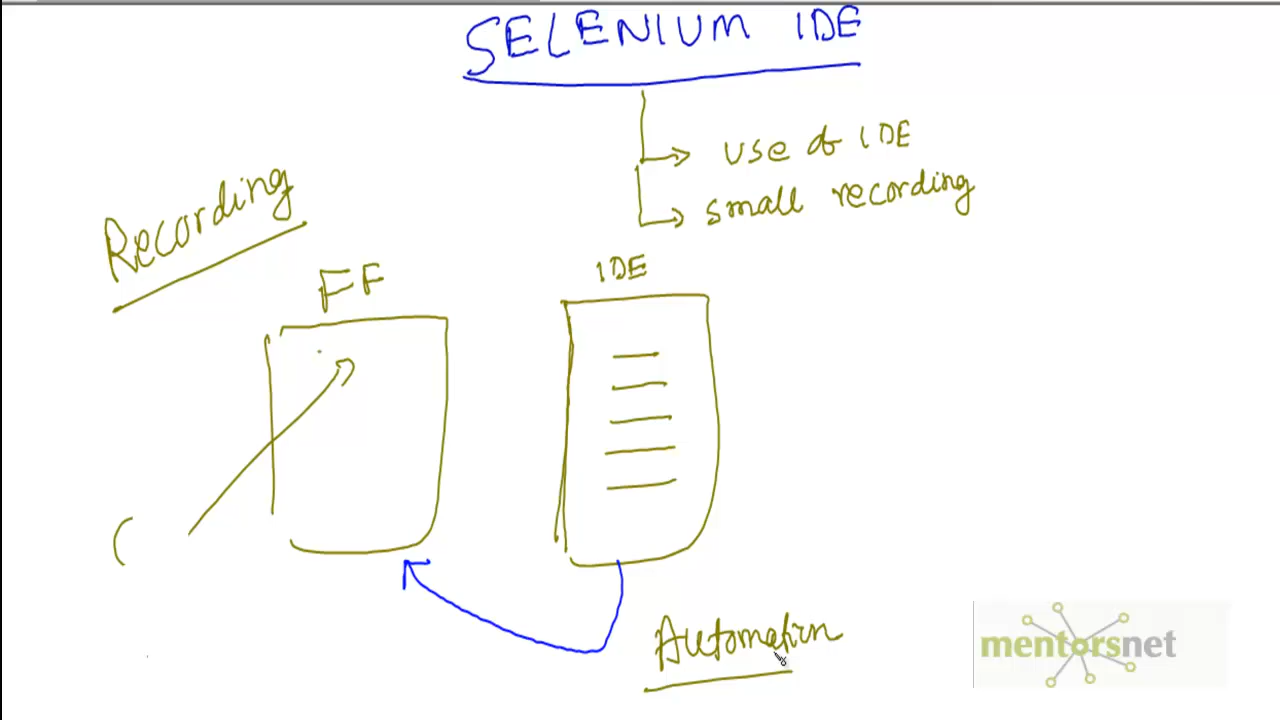 SELENIUM IDE
use of IDE
small recording
Recording
FF
IDE
Automation
mentorsnet